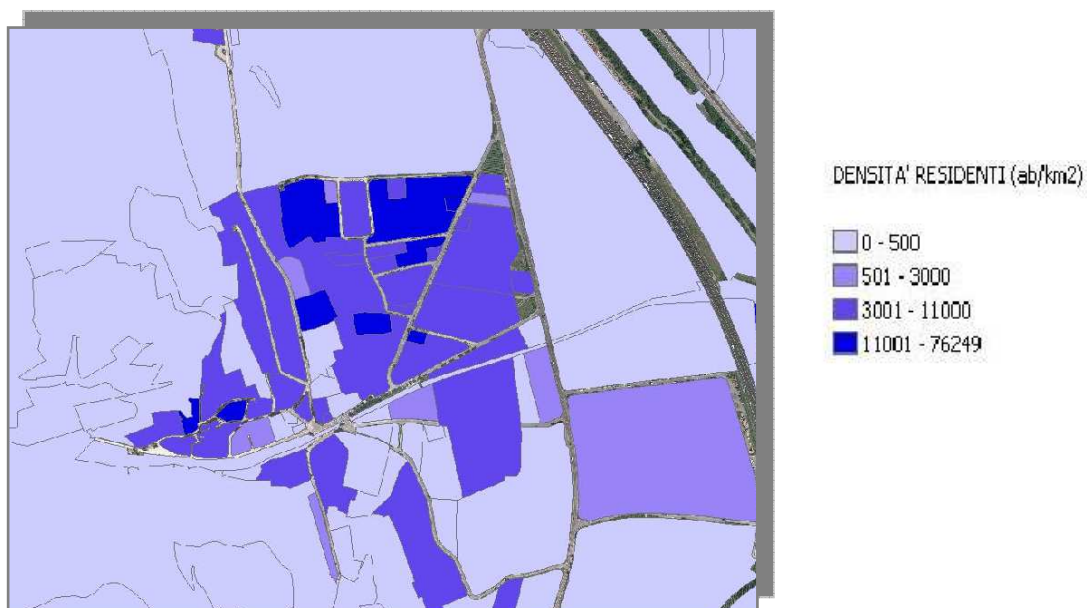 DENSITA' RESIDENTI (ab/km2)
0 - 500
501 - 3000
3001 - 11000
11001 - 76249